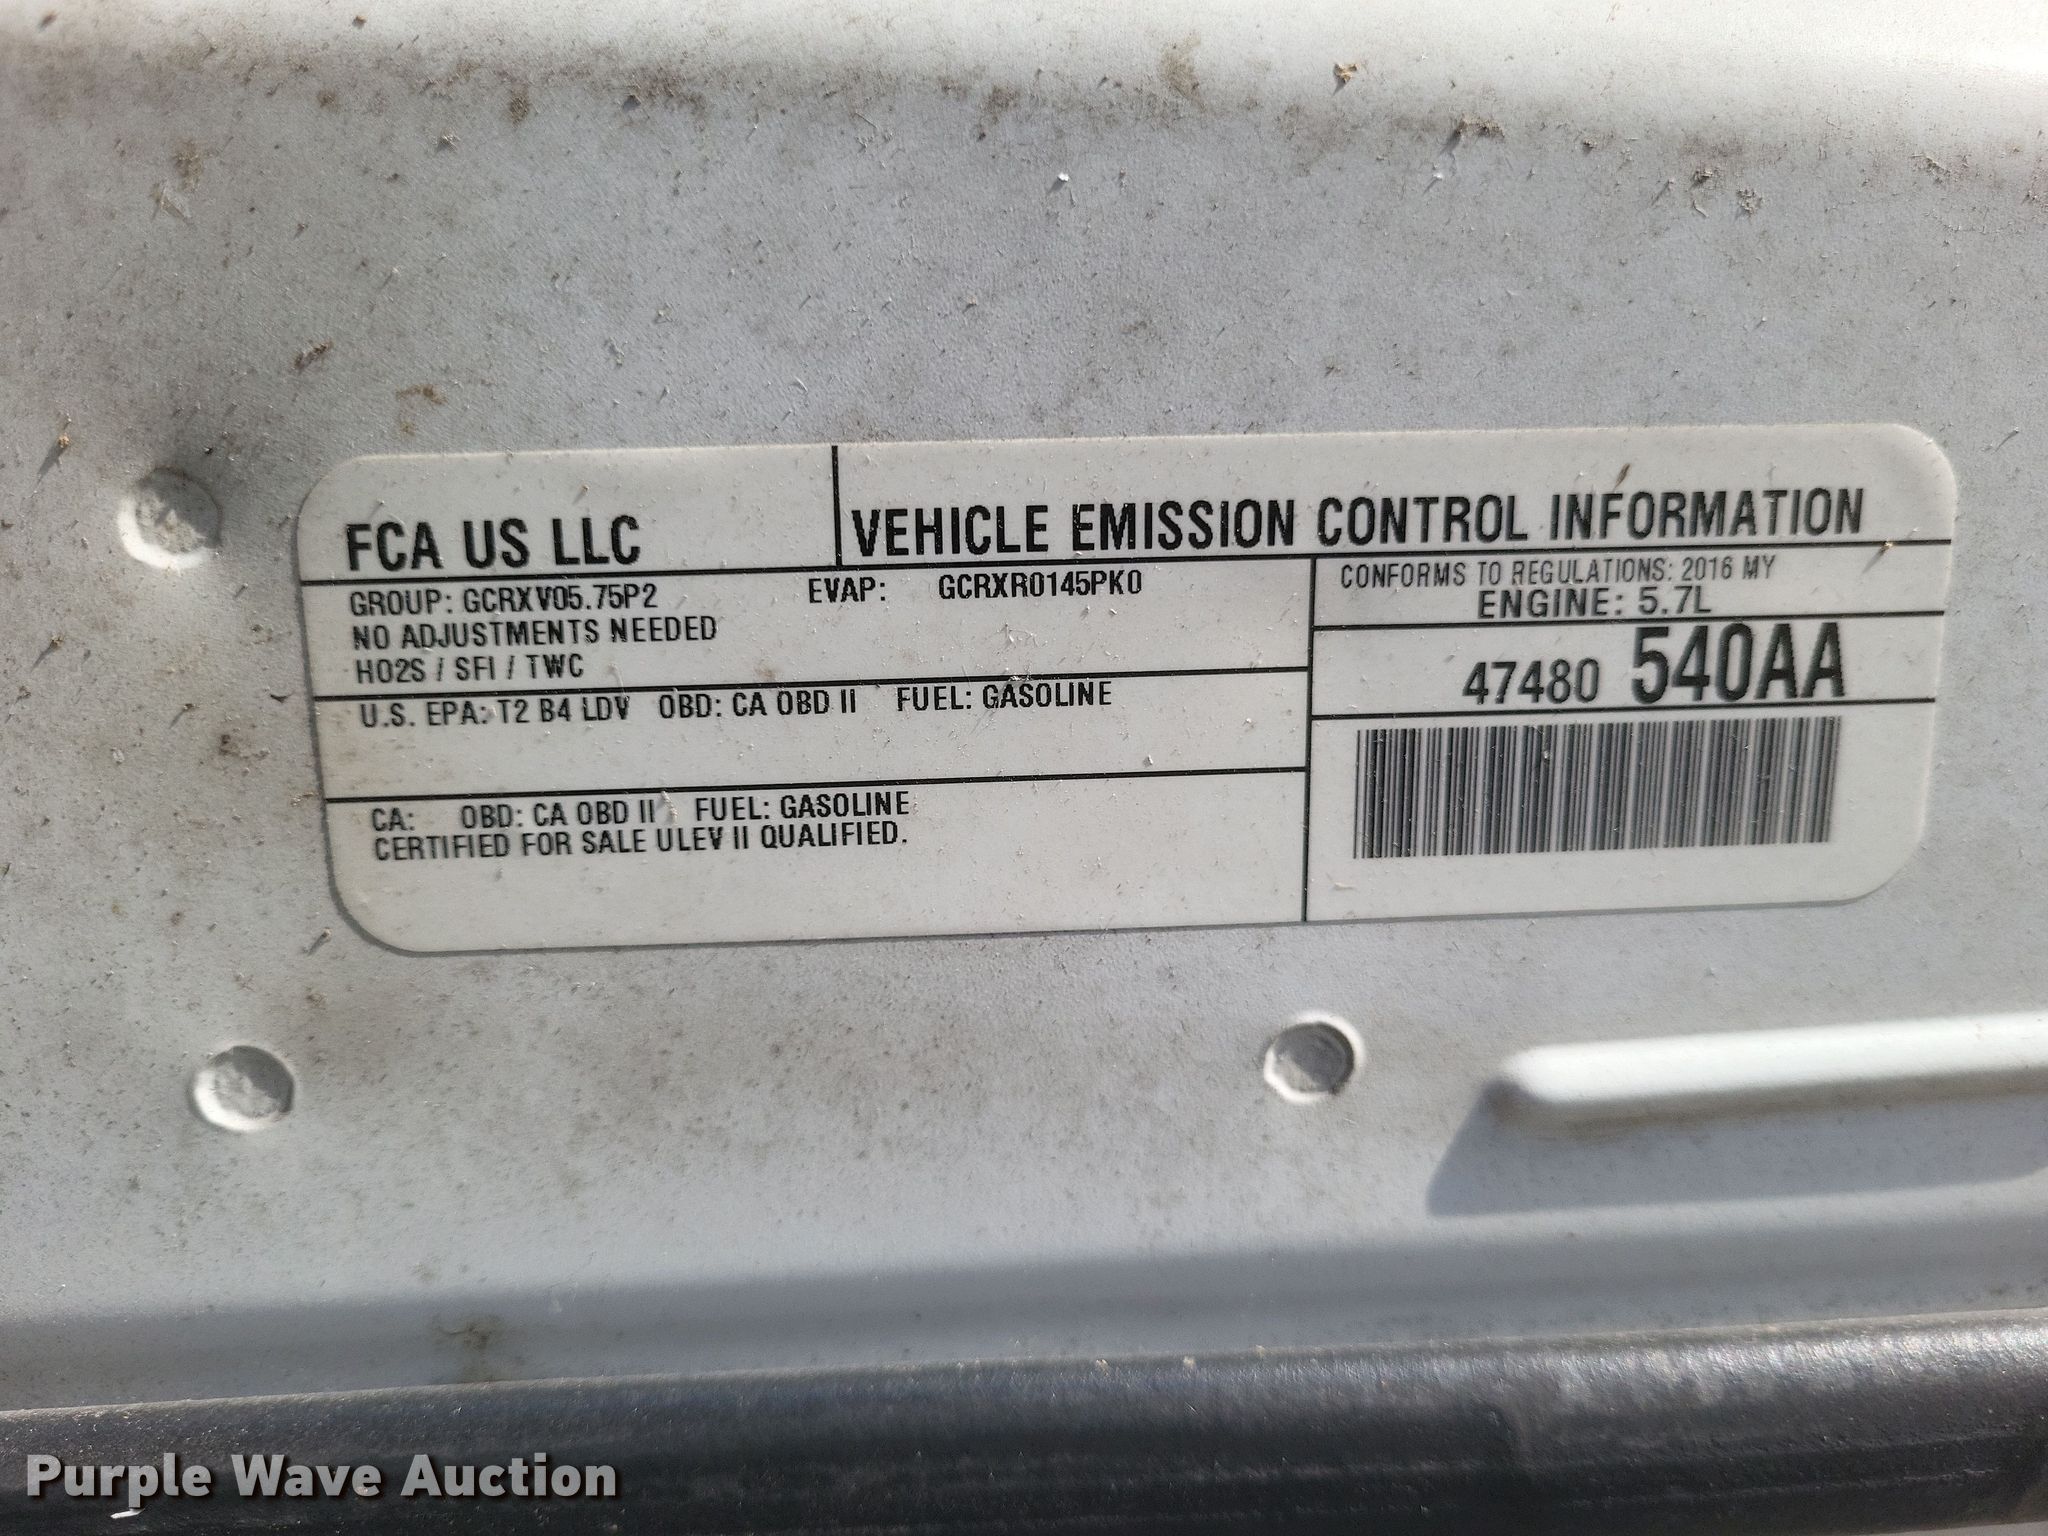 FCA US LLC
VEHICLE EMISSION CONTROL INFORMATION
GROUP: GCRXV05.75P2 EVAP: GCRXR0145PK0
NO ADJUSTMENTS NEEDED
HO2S / SFI / TWC
CONFORMS TO REGULATIONS: 2016 MY
ENGINE: 5.7L
47480 540AA
U.S. EPA: T2 B4 LDV OBD: CA OBD II FUEL: GASOLINE
CA: OBD: CA OBD II FUEL: GASOLINE
CERTIFIED FOR SALE ULEV II QUALIFIED.
Purple Wave Auction